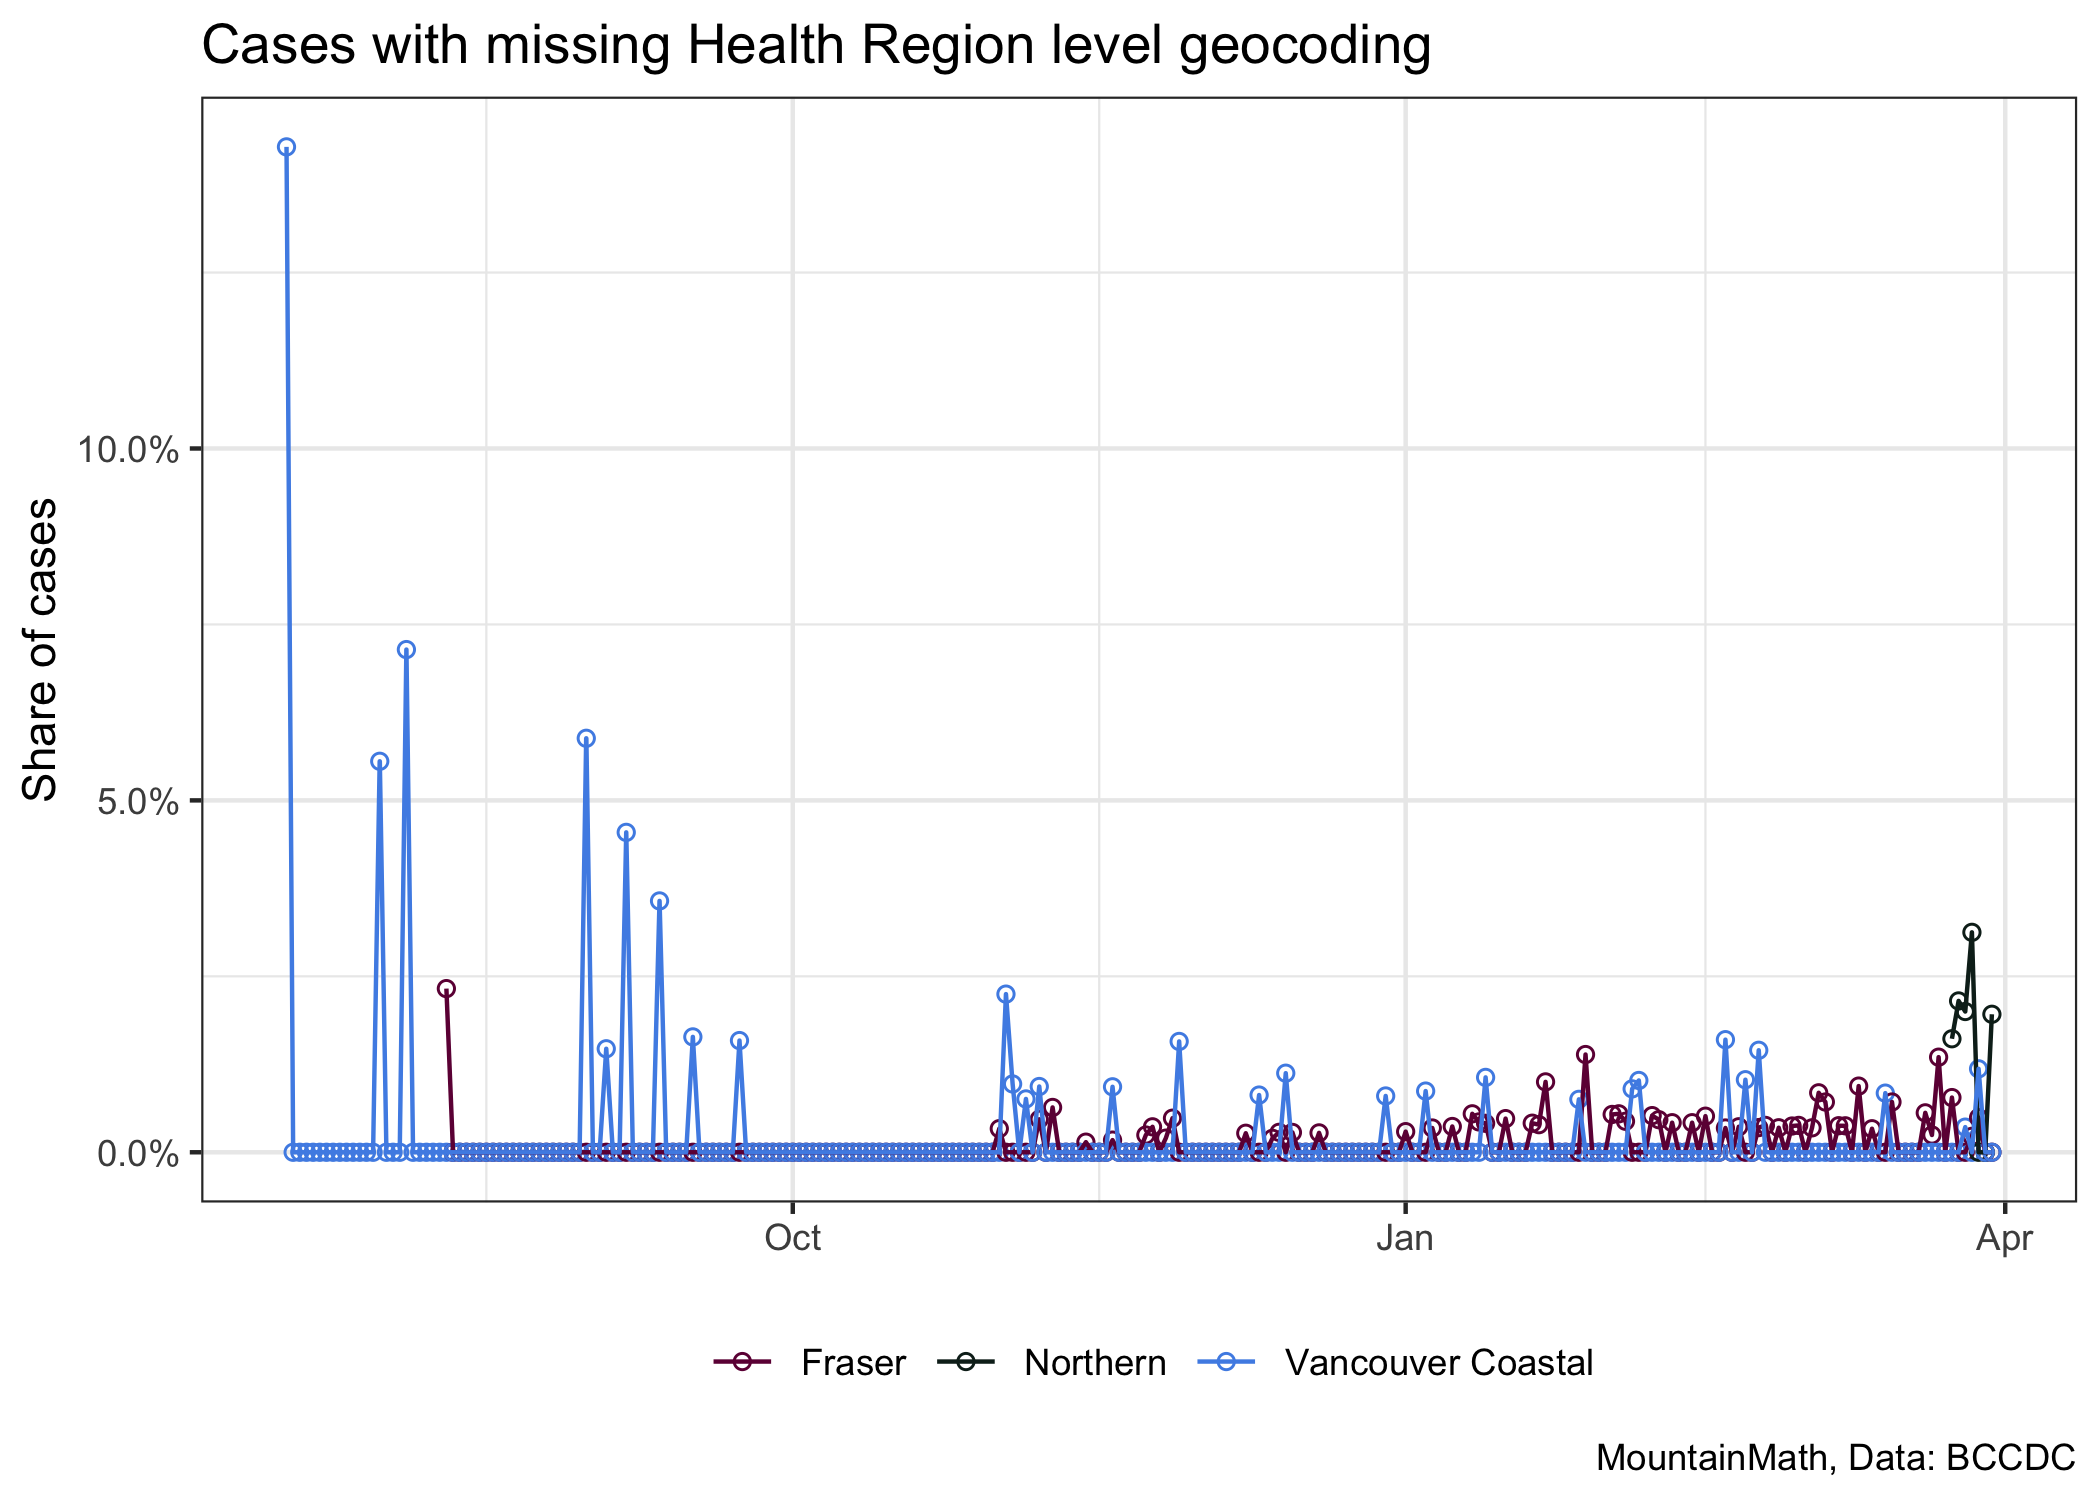 Cases with missing Health Region level geocoding
Share of cases
10.0%
5.0%
0.0%
Oct
Jan
Apr
Fraser
Northern
Vancouver Coastal
MountainMath, Data: BCCDC